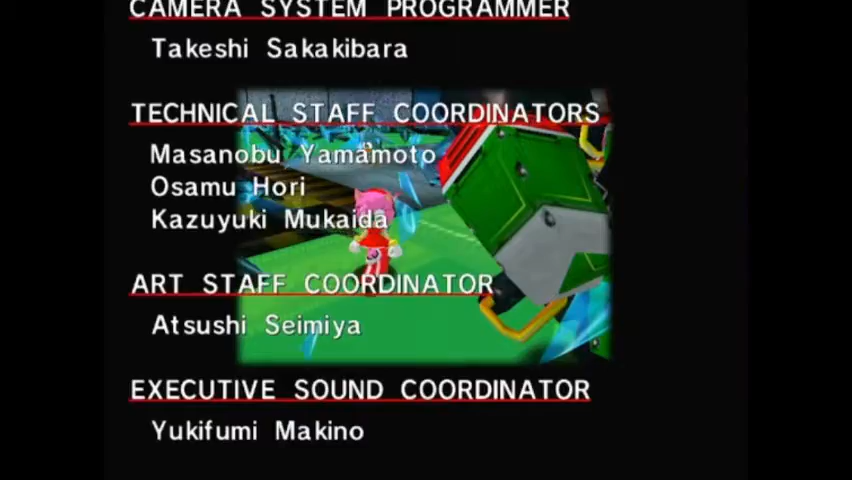 CAMERA SYSTEM PROGRAMMER
Takeshi Sakakibara
TECHNICAL STAFF COORDINATORS
Masanobu Yamamoto
Osamu Hori
Kazuyuki Mukaida
ART STAFF COORDINATOR
Atsushi Seimiya
EXECUTIVE SOUND COORDINATOR
Yukifumi Makino